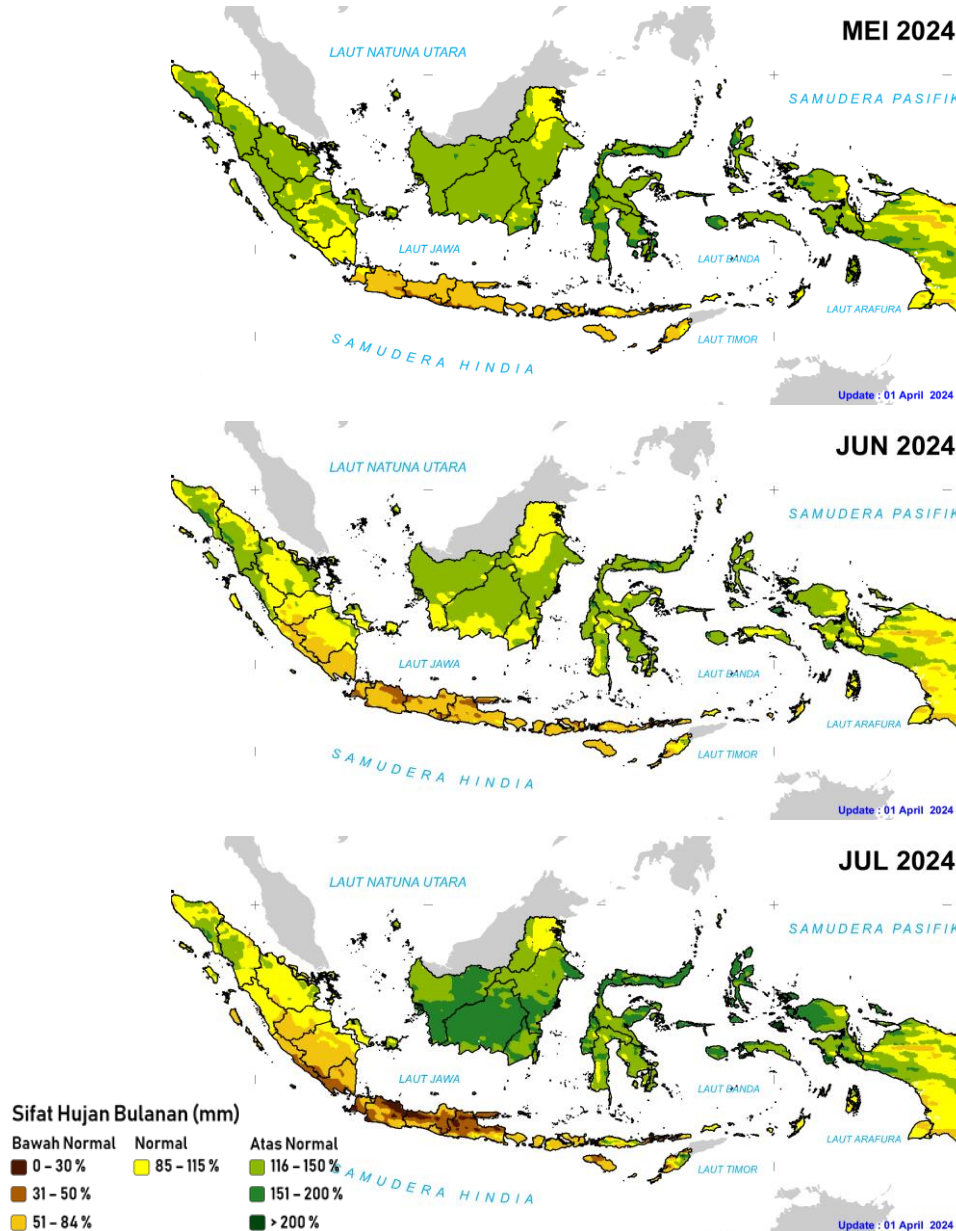 MEI 2024
LAUT NATUNA UTARA
SAMUDERA PASIFIK
LAUT JAWA
LAUT BANDA
LAUT ARAFURA
LAUT TIMOR
SAMUDERA HINDIA
Update : 01 April 2024
JUN 2024
LAUT NATUNA UTARA
SAMUDERA PASIFIK
LAUT JAWA
LAUT BANDA
LAUT ARAFURA
LAUT TIMOR
SAMUDERA HINDIA
Update : 01 April 2024
JUL 2024
LAUT NATUNA UTARA
SAMUDERA PASIFIK
LAUT JAWA
LAUT BANDA
LAUT ARAFURA
LAUT TIMOR
SAMUDERA HINDIA
Update : 01 April 2024
Sifat Hujan Bulanan (mm)
Bawah Normal Normal Atas Normal
0 – 30 % 85 – 115 % 116 – 150 %
31 – 50 % 151 – 200 %
51 – 84 % > 200 %